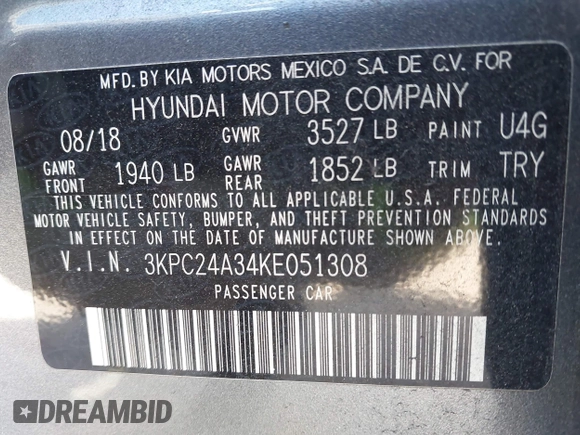 MFD. BY KIA MOTORS MEXICO S.A. DE C.V. FOR
HYUNDAI MOTOR COMPANY
08/18 GVWR 3527 LB PAINT U4G
GAWR FRONT 1940 LB GAWR REAR 1852 LB TRIM TRY
THIS VEHICLE CONFORMS TO ALL APPLICABLE U.S.A. FEDERAL
MOTOR VEHICLE SAFETY, BUMPER, AND THEFT PREVENTION STANDARDS
IN EFFECT ON THE DATE OF MANUFACTURE SHOWN ABOVE.
V.I.N. 3KPC24A34KE051308
PASSENGER CAR
DREAMBID